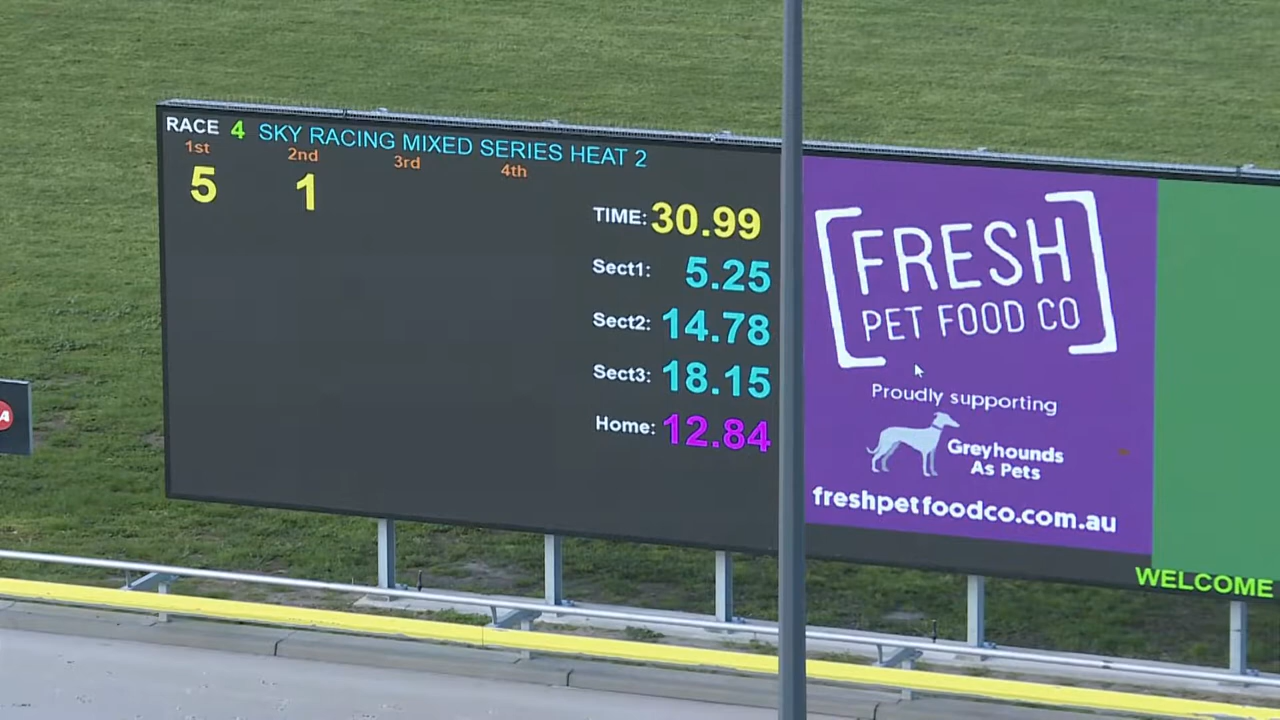 RACE 4 SKY RACING MIXED SERIES HEAT 2
1st 2nd 3rd 4th
5 1
TIME: 30.99
Sect1: 5.25
Sect2: 14.78
Sect3: 18.15
Home: 12.84
FRESH
PET FOOD CO
Proudly supporting
Greyhounds
As Pets
freshpetfoodco.com.au
WELCOME
A